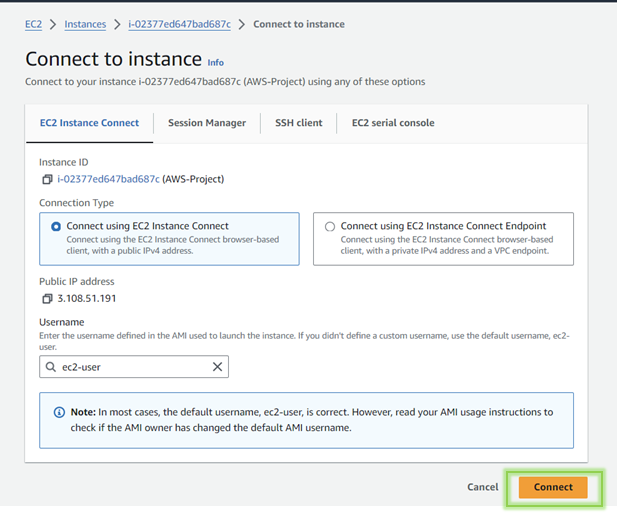 EC2 > Instances > i-02377ed647bad687c > Connect to instance
Connect to instance Info
Connect to your instance i-02377ed647bad687c (AWS-Project) using any of these options
EC2 Instance Connect Session Manager SSH client EC2 serial console
Instance ID
i-02377ed647bad687c (AWS-Project)
Connection Type
Connect using EC2 Instance Connect
Connect using the EC2 Instance Connect browser-based
client, with a public IPv4 address.
Connect using EC2 Instance Connect Endpoint
Connect using the EC2 Instance Connect browser-based
client, with a private IPv4 address and a VPC endpoint.
Public IP address
3.108.51.191
Username
Enter the username defined in the AMI used to launch the instance. If you didn't define a custom username, use the default username, ec2-
user.
ec2-user
Note: In most cases, the default username, ec2-user, is correct. However, read your AMI usage instructions to
check if the AMI owner has changed the default AMI username.
Cancel Connect